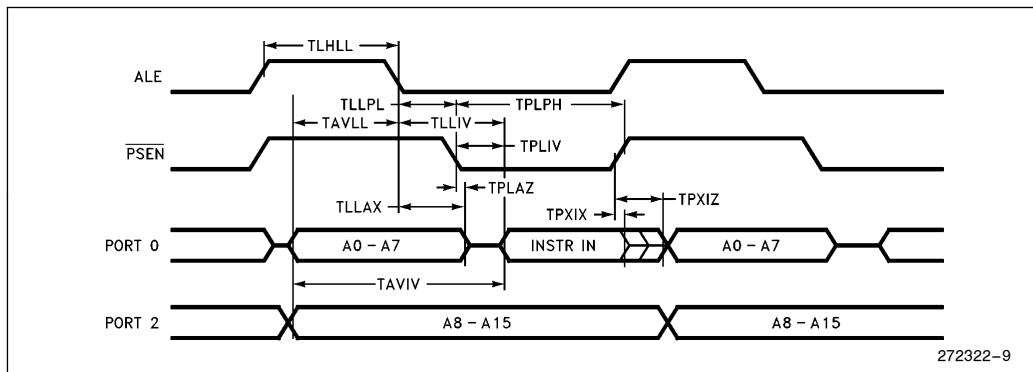 TLHLL
ALE
TLLPL
TPLPH
TAVLL
TLLIV
PSEN
TPLIV
TPLAZ
TLLAX
TPXIX
TPXIZ
PORT 0
A0 – A7
INSTR IN
A0 – A7
TAVIV
PORT 2
A8 – A15
A8 – A15
272322–9